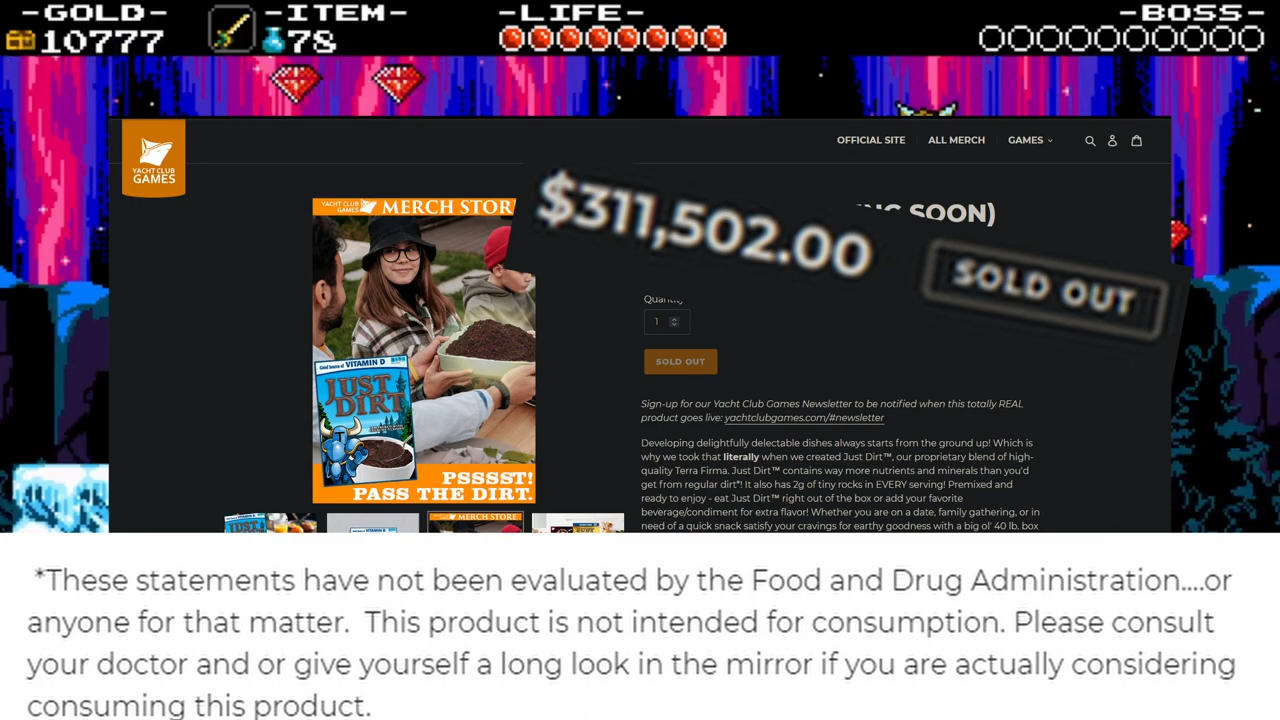 -GOLD-
10777
-ITEM-
78
-LIFE-
-BOSS-
YACHT CLUB
GAMES
OFFICIAL SITE
ALL MERCH
GAMES
YACHT CLUB
GAMES
MERCH STOR
SOON)
$311,502.00
SOLD OUT
Quantity
1
SOLD OUT
Good Source of VITAMIN D
JUST
DIRT
PSSSST!
PASS THE DIRT.
Sign-up for our Yacht Club Games Newsletter to be notified when this totally REAL
product goes live: yachtclubgames.com/#newsletter
Developing delightfully delectable dishes always starts from the ground up! Which is
why we took that literally when we created Just Dirt™, our proprietary blend of high-
quality Terra Firma. Just Dirt™ contains way more nutrients and minerals than you'd
get from regular dirt*! It also has 2g of tiny rocks in EVERY serving! Premixed and
ready to enjoy - eat Just Dirt™ right out of the box or add your favorite
beverage/condiment for extra flavor! Whether you are on a date, family gathering, or in
need of a quick snack satisfy your cravings for earthy goodness with a big ol' 40 lb. box
MERCH STORE
*These statements have not been evaluated by the Food and Drug Administration....or
anyone for that matter.  This product is not intended for consumption. Please consult
your doctor and or give yourself a long look in the mirror if you are actually considering
consuming this product.